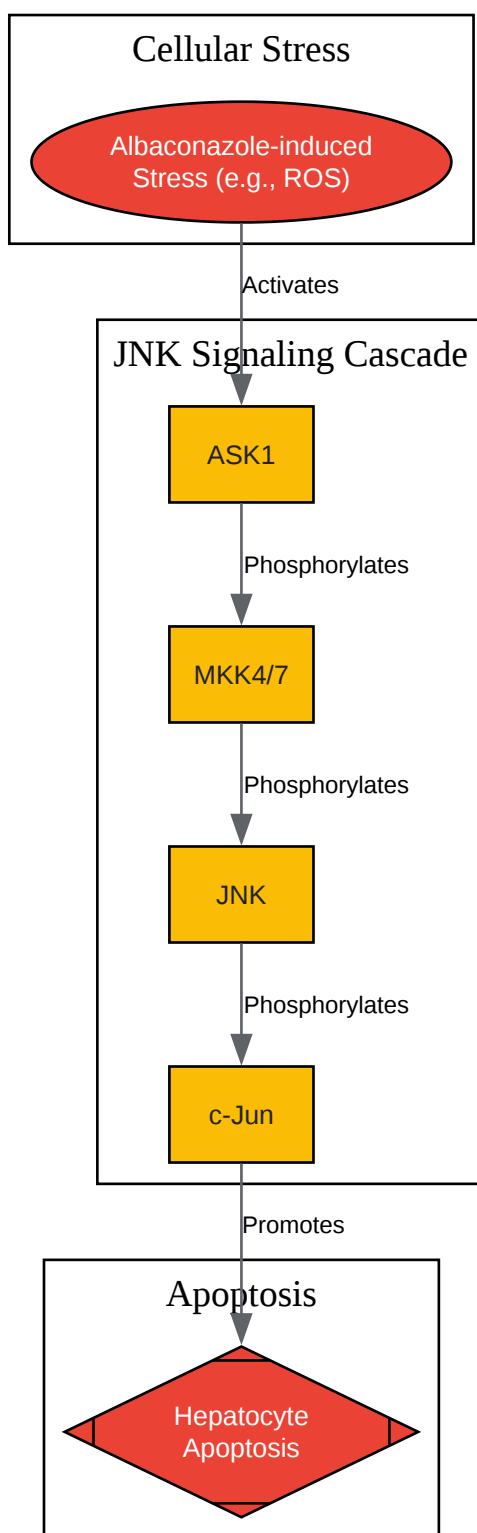 Cellular Stress
Albaconazole-induced
Stress (e.g., ROS)
Activates
JNK Signaling Cascade
ASK1
Phosphorylates
MKK4/7
Phosphorylates
JNK
Phosphorylates
c-Jun
Promotes
Apoptosis
Hepatocyte
Apoptosis